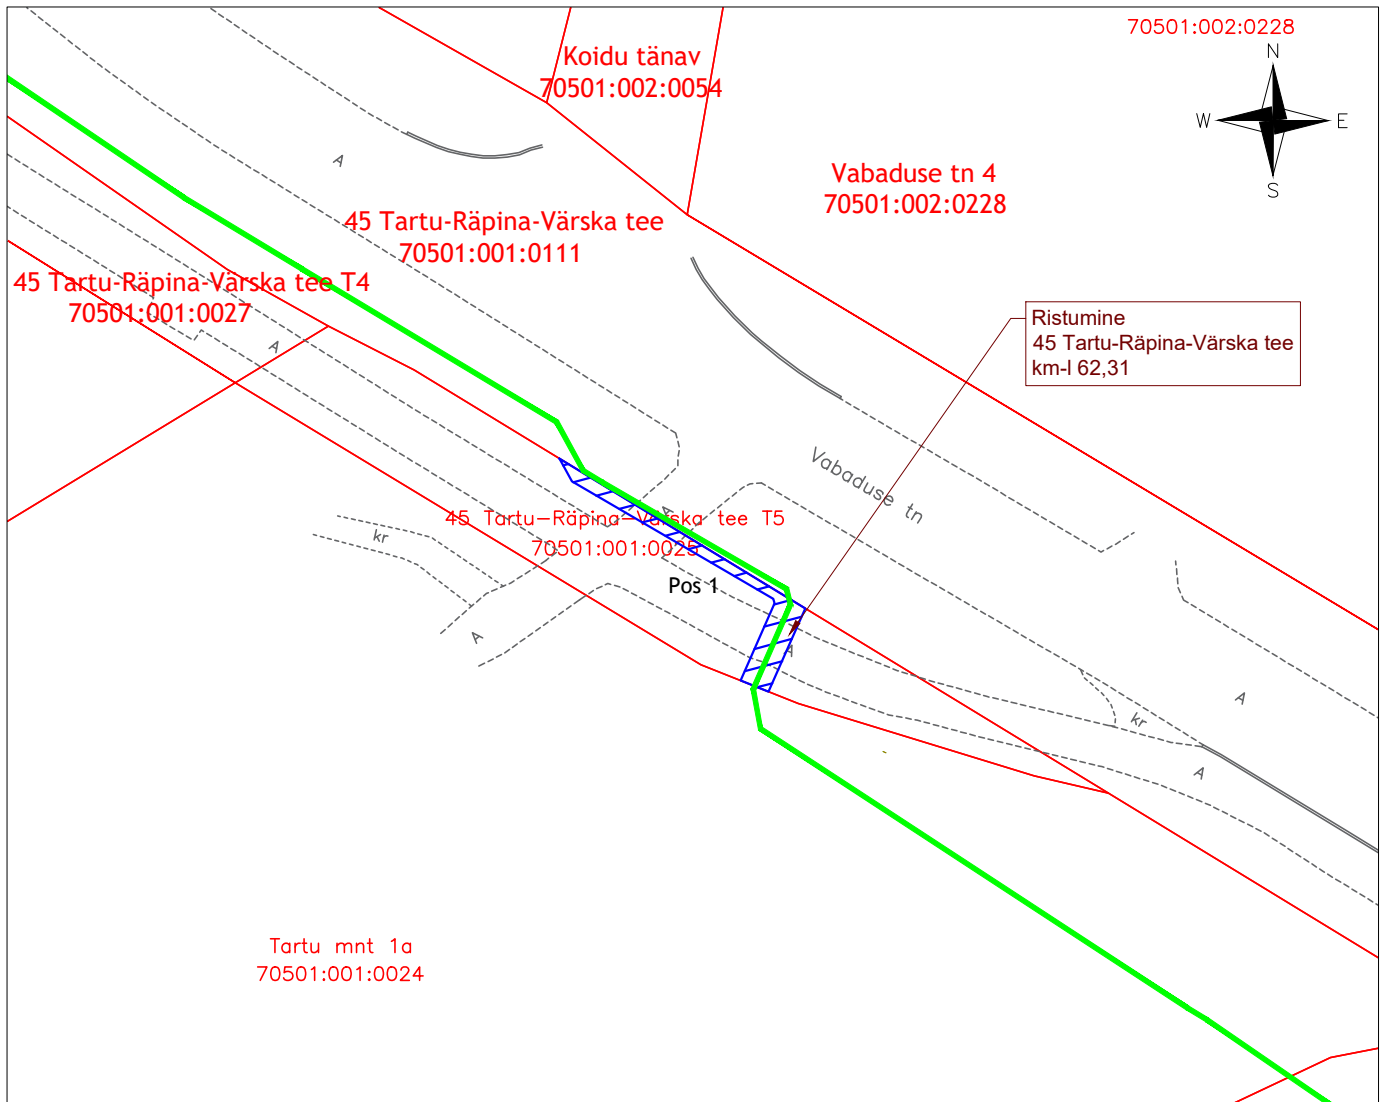 70501:002:0228
N
W
E
S
Koidu tänav
70501:002:0054
Vabaduse tn 4
70501:002:0228
A
45 Tartu-Räpina-Värska tee
70501:001:0111
45 Tartu-Räpina-Värska tee T4
70501:001:0027
A
Ristumine
45 Tartu-Räpina-Värska tee
km-l 62,31
Vabaduse tn
A
45 Tartu-Räpina-Värska tee T5
70501:001:0025
kr
Pos 1
A
A
A
kr
A
Tartu mnt 1a
70501:001:0024